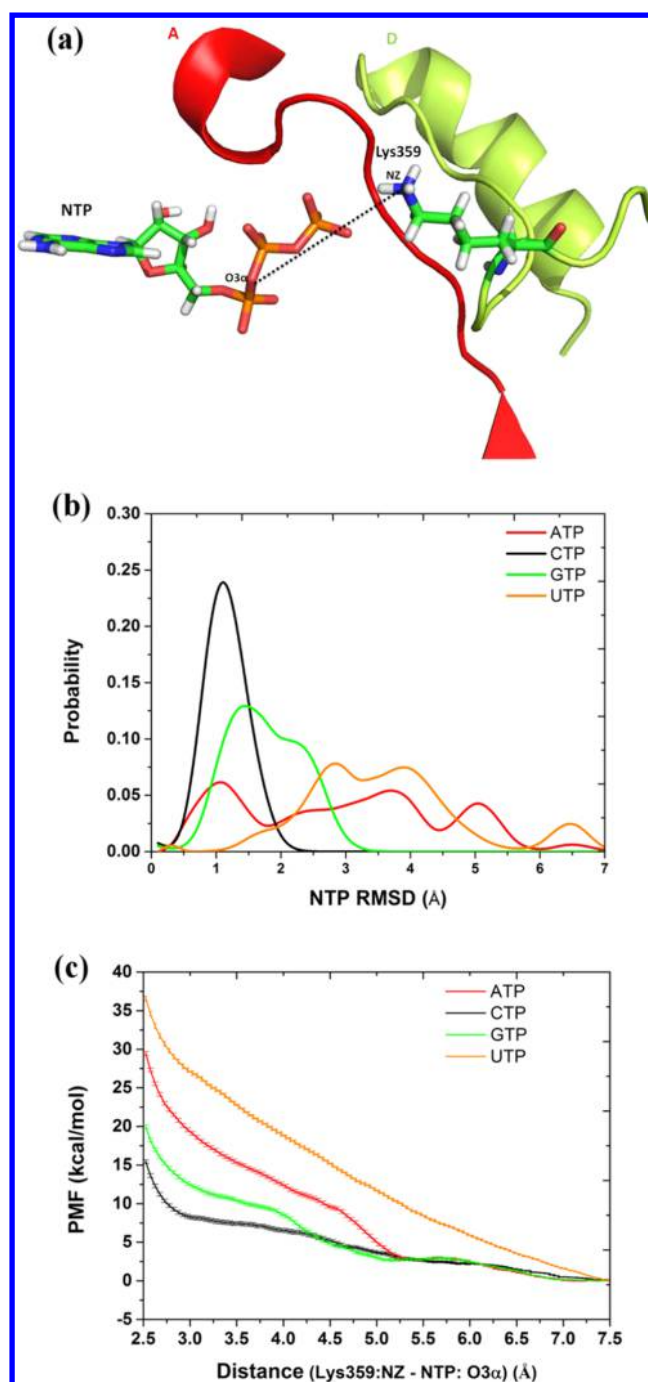 (a)
A
D
Lys359
NZ
NTP
O3α
(b)
0.30
0.25
0.20
0.15
0.10
0.05
0.00
Probability
ATP
CTP
GTP
UTP
0 1 2 3 4 5 6 7
NTP RMSD (Å)
(c)
40
35
30
25
20
15
10
5
0
-5
PMF (kcal/mol)
ATP
CTP
GTP
UTP
2.5 3.0 3.5 4.0 4.5 5.0 5.5 6.0 6.5 7.0 7.5
Distance (Lys359:NZ - NTP: O3α) (Å)